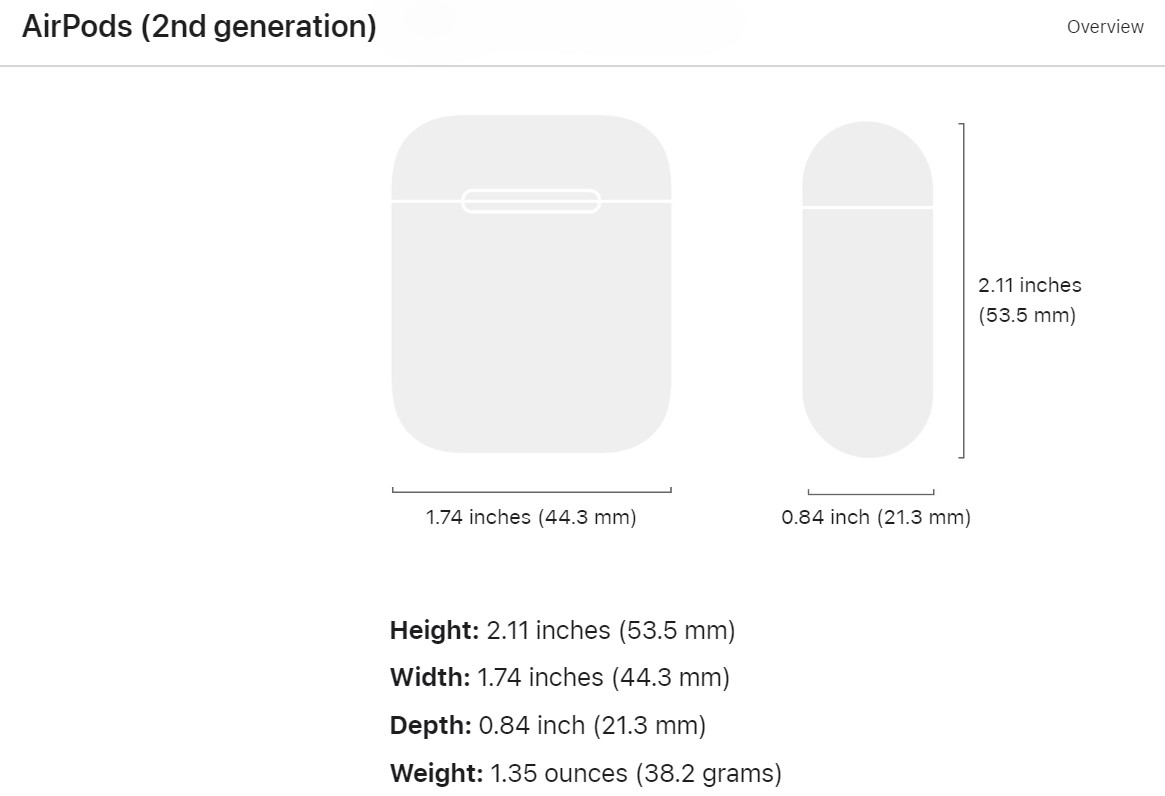 AirPods (2nd generation)
Overview
2.11 inches
(53.5 mm)
1.74 inches (44.3 mm)
0.84 inch (21.3 mm)
Height: 2.11 inches (53.5 mm)
Width: 1.74 inches (44.3 mm)
Depth: 0.84 inch (21.3 mm)
Weight: 1.35 ounces (38.2 grams)